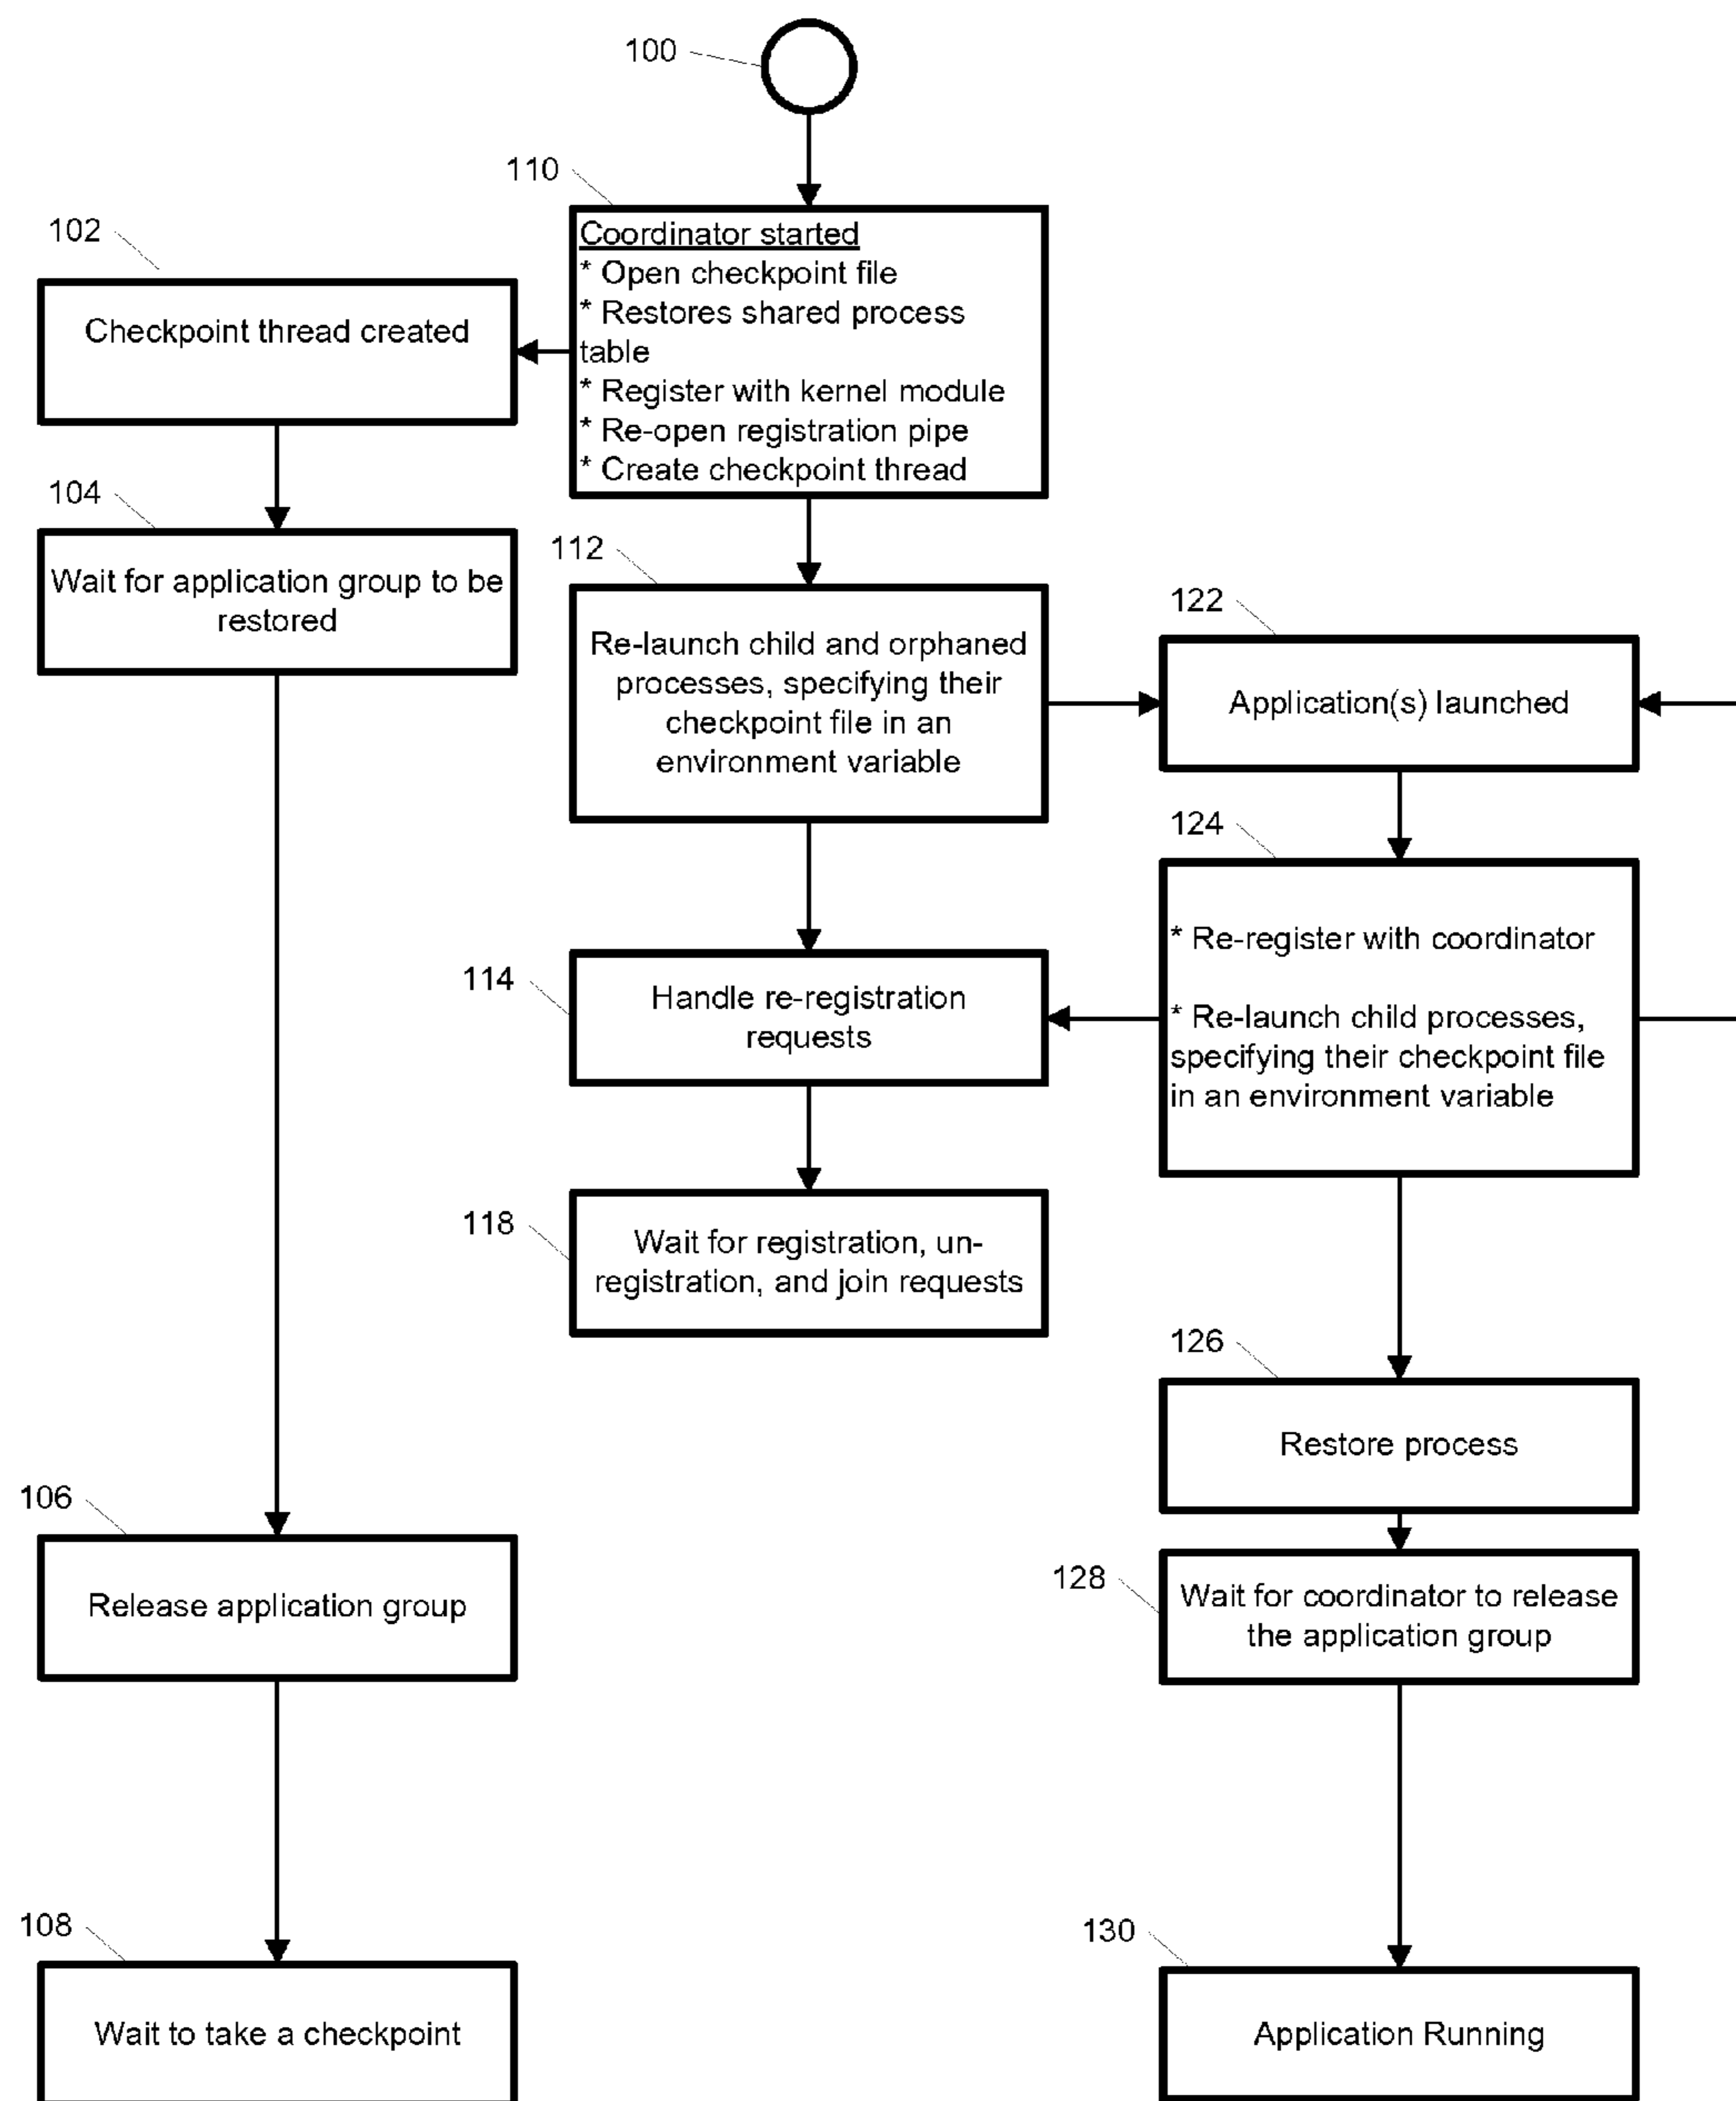 100
110
Coordinator started
* Open checkpoint file
* Restores shared process
table
* Register with kernel module
* Re-open registration pipe
* Create checkpoint thread
102
Checkpoint thread created
104
Wait for application group to be
restored
112
Re-launch child and orphaned
processes, specifying their
checkpoint file in an
environment variable
122
Application(s) launched
124
* Re-register with coordinator
* Re-launch child processes,
specifying their checkpoint file
in an environment variable
114
Handle re-registration
requests
118
Wait for registration, un-
registration, and join requests
126
Restore process
106
Release application group
128
Wait for coordinator to release
the application group
108
Wait to take a checkpoint
130
Application Running